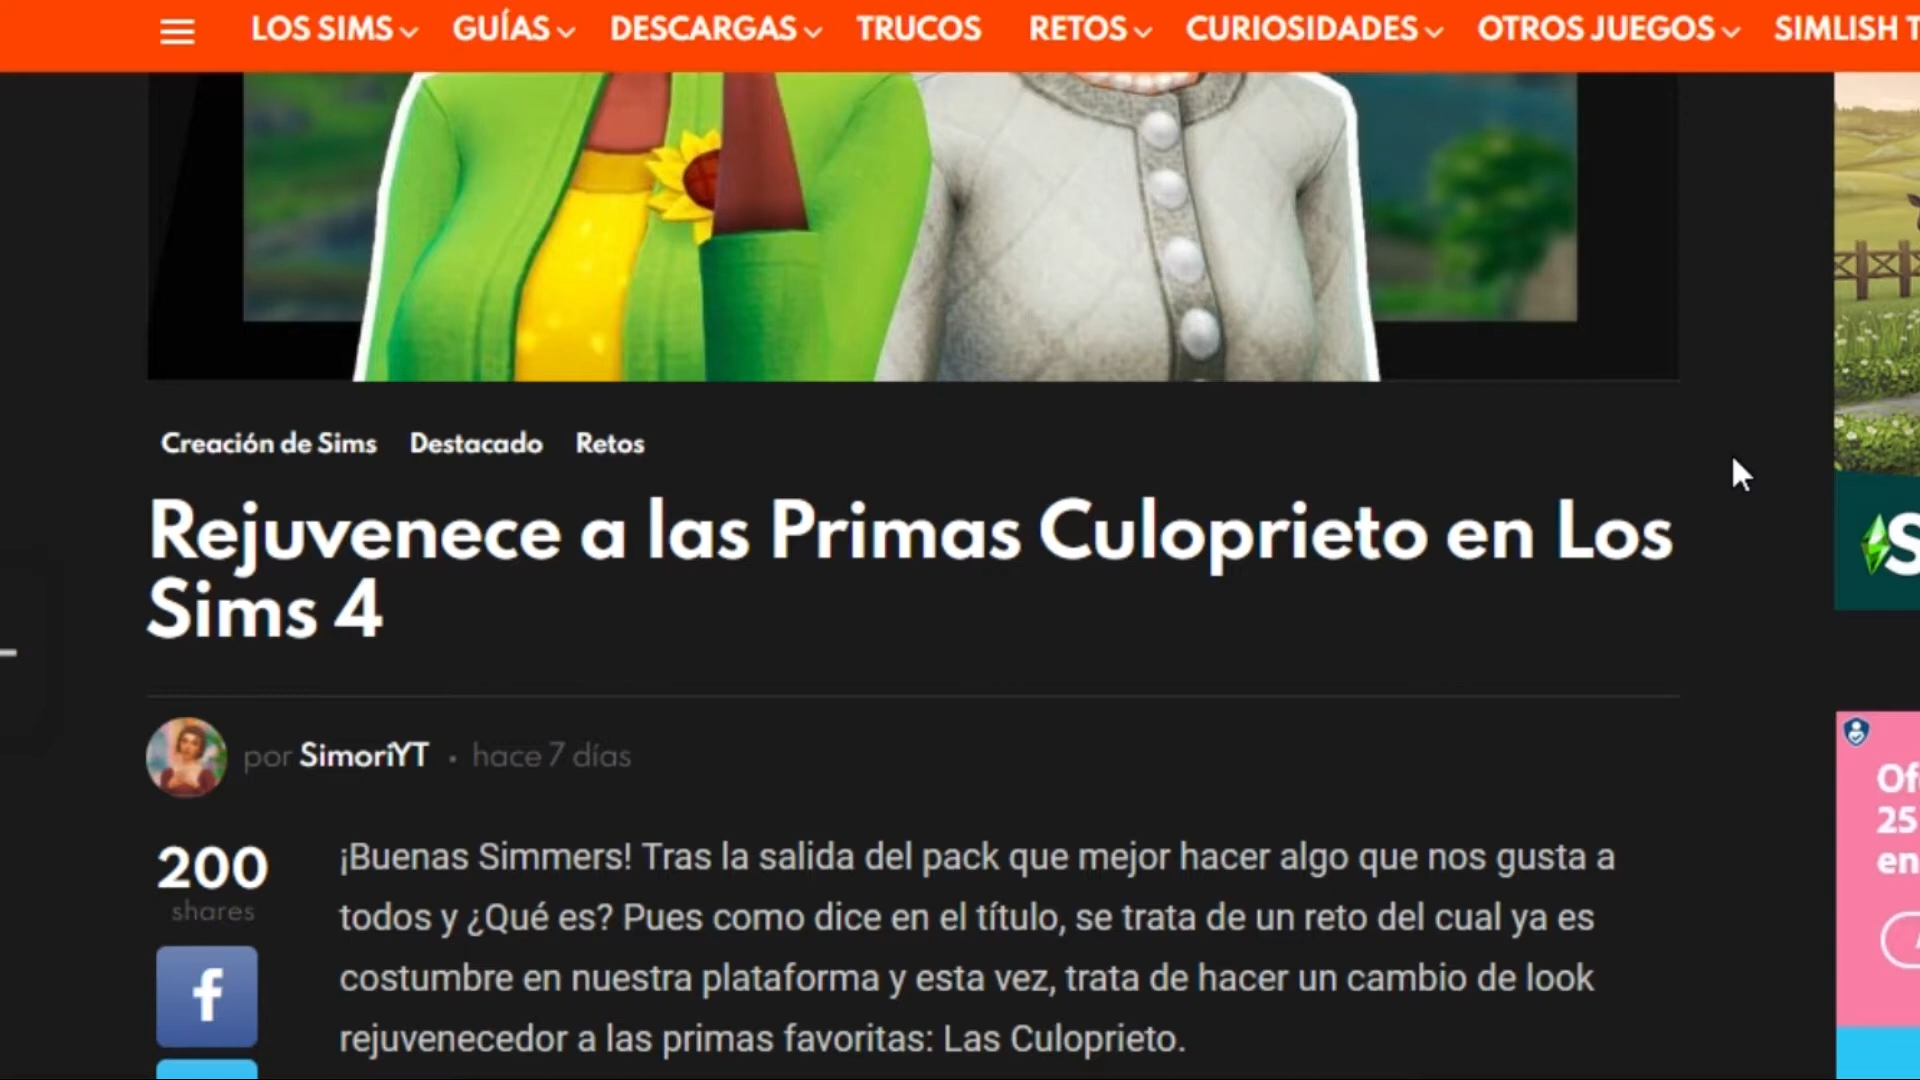 LOS SIMS GUÍAS DESCARGAS TRUCOS RETOS CURIOSIDADES OTROS JUEGOS SIMLISH T
Creación de Sims Destacado Retos
Rejuvenece a las Primas Culoprieto en Los
Sims 4
por SimoriYT · hace 7 días
200
shares
¡Buenas Simmers! Tras la salida del pack que mejor hacer algo que nos gusta a
todos y ¿Qué es? Pues como dice en el título, se trata de un reto del cual ya es
costumbre en nuestra plataforma y esta vez, trata de hacer un cambio de look
rejuvenecedor a las primas favoritas: Las Culoprieto.
f
S
Of
25
en